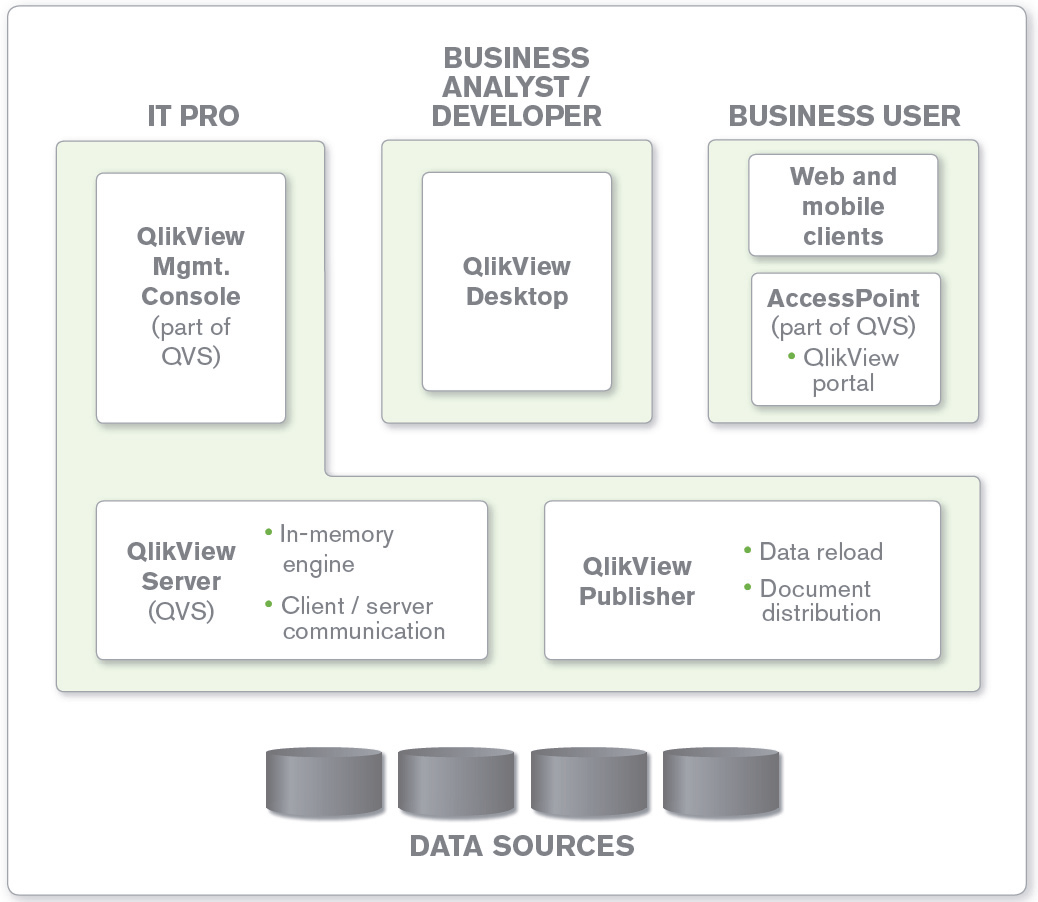 IT PRO
BUSINESS
ANALYST /
DEVELOPER
BUSINESS USER
QlikView
Mgmt.
Console
(part of
QVS)
QlikView
Desktop
Web and
mobile
clients
AccessPoint
(part of QVS)
• QlikView
portal
QlikView
Server
(QVS)
• In-memory
engine
• Client / server
communication
QlikView
Publisher
• Data reload
• Document
distribution
DATA SOURCES